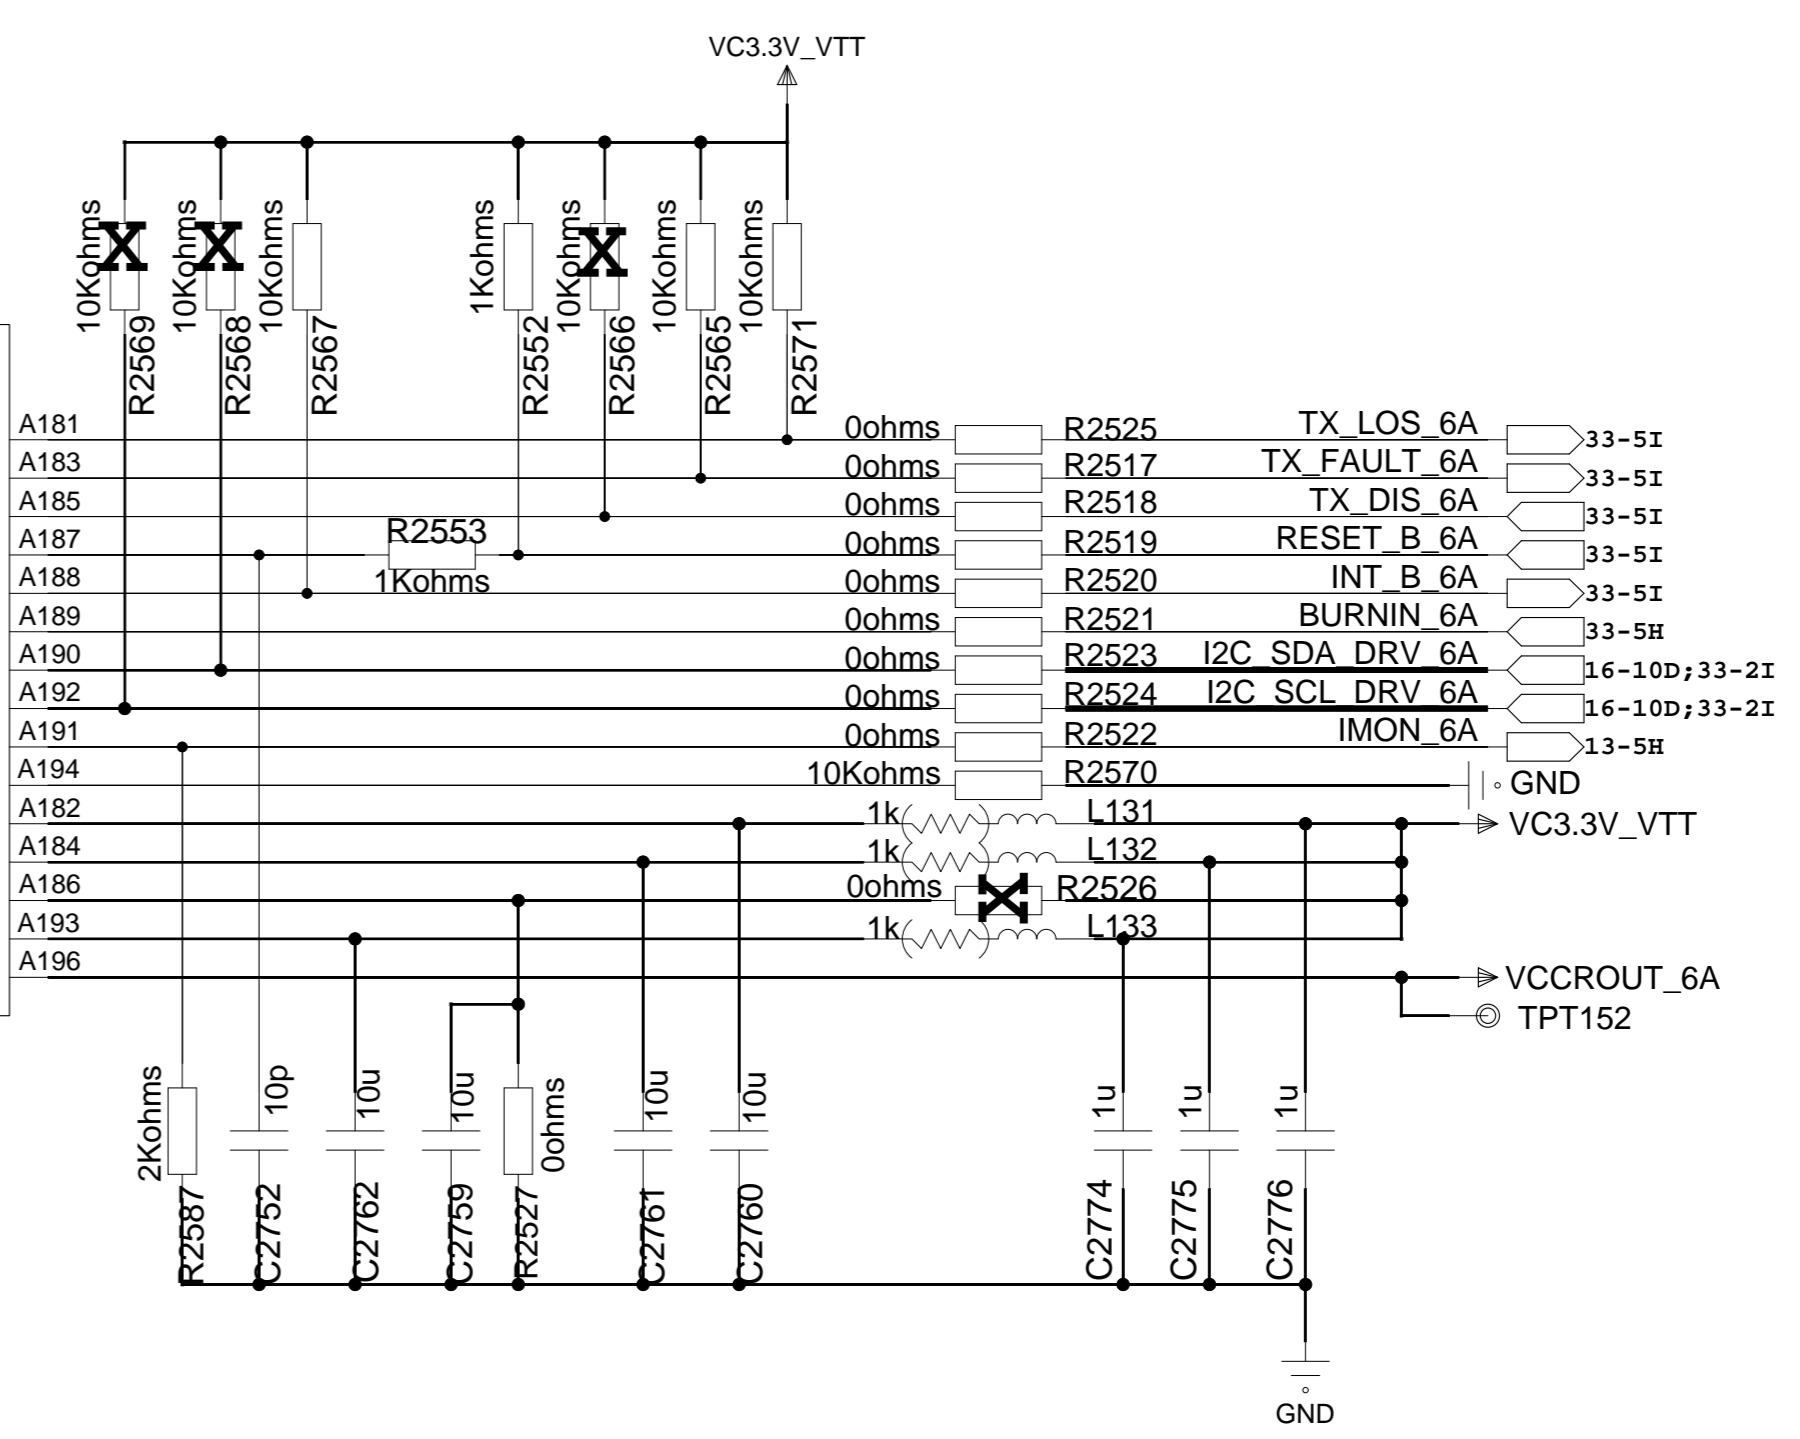 VC3.3V_VTT
10Kohms
10Kohms
10Kohms
1Kohms
10Kohms
10Kohms
10Kohms
R2569
R2568
R2567
R2552
R2566
R2565
R2571
A181 0ohms R2525 TX_LOS_6A 33-5I
A183 0ohms R2517 TX_FAULT_6A 33-5I
A185 0ohms R2518 TX_DIS_6A 33-5I
A187 R2553 0ohms R2519 RESET_B_6A 33-5I
A188 1Kohms 0ohms R2520 INT_B_6A 33-5I
A189 0ohms R2521 BURNIN_6A 33-5H
A190 0ohms R2523 I2C_SDA_DRV_6A 16-10D;33-2I
A192 0ohms R2524 I2C_SCL_DRV_6A 16-10D;33-2I
A191 0ohms R2522 IMON_6A 13-5H
A194 10Kohms R2570 GND
A182 1k L131 VC3.3V_VTT
A184 1k L132
A186 0ohms R2526
A193 1k L133
A196 VCCROUT_6A
TPT152
2Kohms
10p
10u
10u
0ohms
10u
10u
1u
1u
1u
R2587
C2752
C2762
C2759
R2527
C2761
C2760
C2774
C2775
C2776
GND